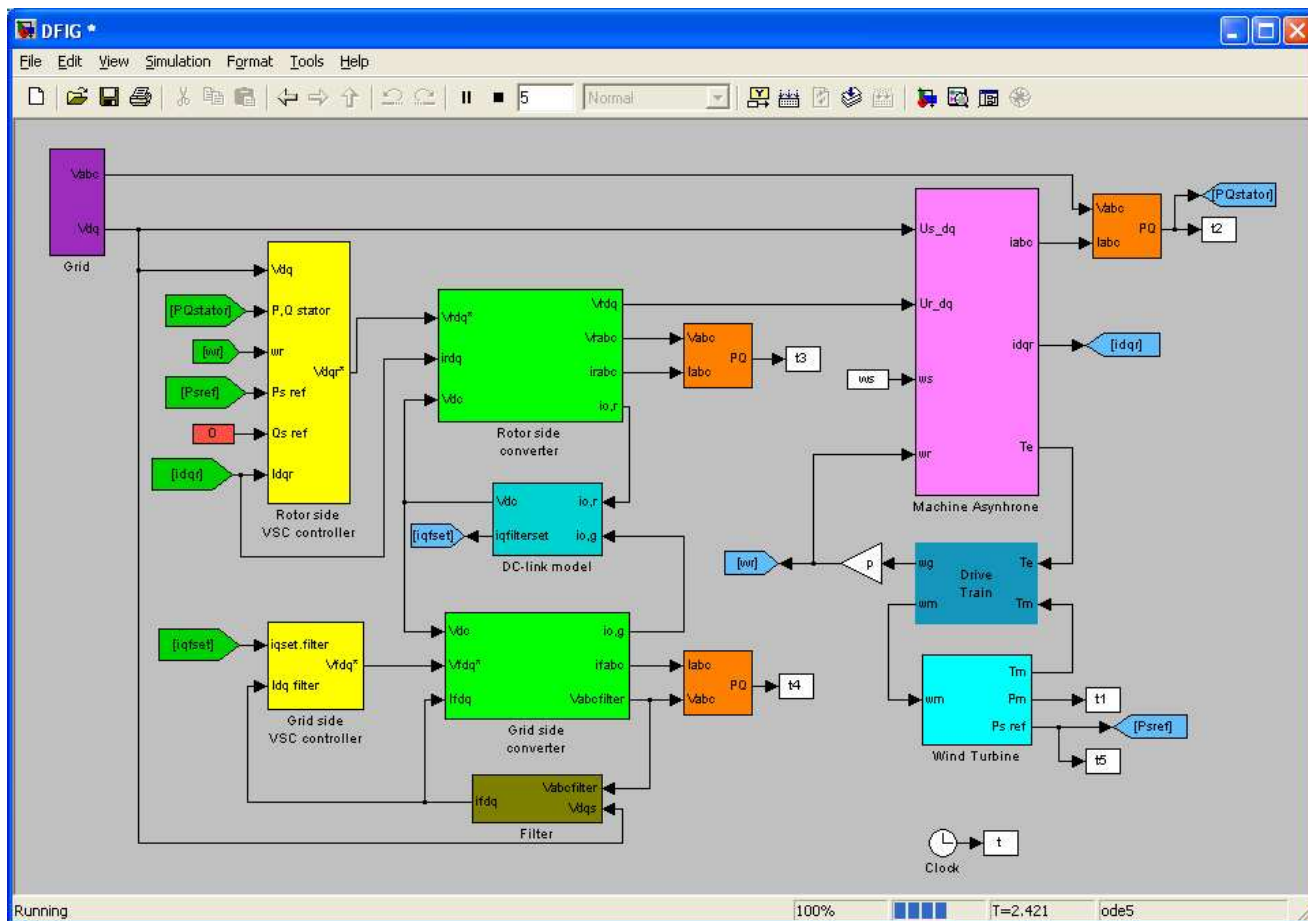 DFIG *
File Edit View Simulation Format Tools Help
5
Normal
Vabc
Vdq
Grid
Vdq
[PQstator]
P,Q stator
[wr]
wr
[Psref]
Ps ref
0
Qs ref
[idqr]
Idqr
Vdqr*
Rotor side
VSC controller
Vrdq*
irdq
Vdc
Vrdq
Vrabc
irabc
io,r
Rotor side
converter
Vabc
Iabc
PQ
t3
Us_dq
Ur_dq
ws
ws
wr
iabc
idqr
Te
Machine Asynhrone
Vabc
Iabc
PQ
[PQstator]
t2
[idqr]
Vdc
iqfilterset
io,r
io,g
DC-link model
[iqfset]
[wr]
p
wg
wm
Te
Tm
Drive
Train
[iqfset]
iqset.filter
Idq filter
Vfdq*
Grid side
VSC controller
Vdc
Vfdq*
Ifdq
io,g
ifabc
Vabcfilter
Grid side
converter
Iabc
Vabc
PQ
t4
wm
Tm
Pm
Ps ref
Wind Turbine
t1
[Psref]
t5
ifdq
Vabcfilter
Vdqs
Filter
Clock
t
Running
100%
T=2.421
ode5